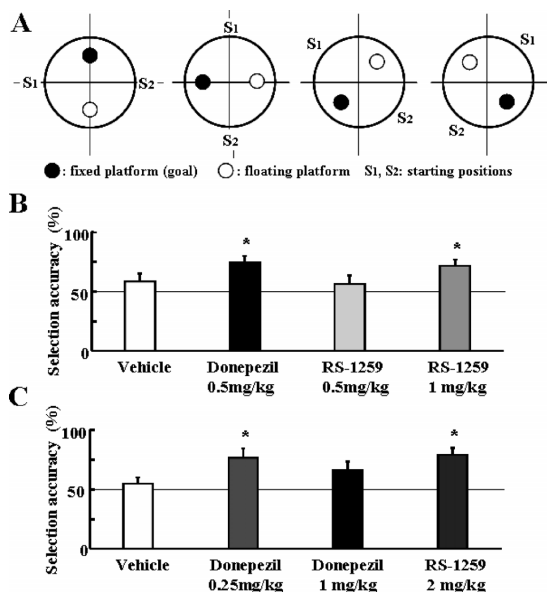 A
S1 S2
S1
S2
S1
S2
S1
S2
: fixed platform (goal) : floating platform S1, S2: starting positions
B
Selection accuracy (%)
100
50
0
* *
Vehicle Donepezil RS-1259 RS-1259
0.5mg/kg 0.5mg/kg 1 mg/kg
C
Selection accuracy (%)
100
50
0
* *
Vehicle Donepezil Donepezil RS-1259
0.25mg/kg 1 mg/kg 2 mg/kg